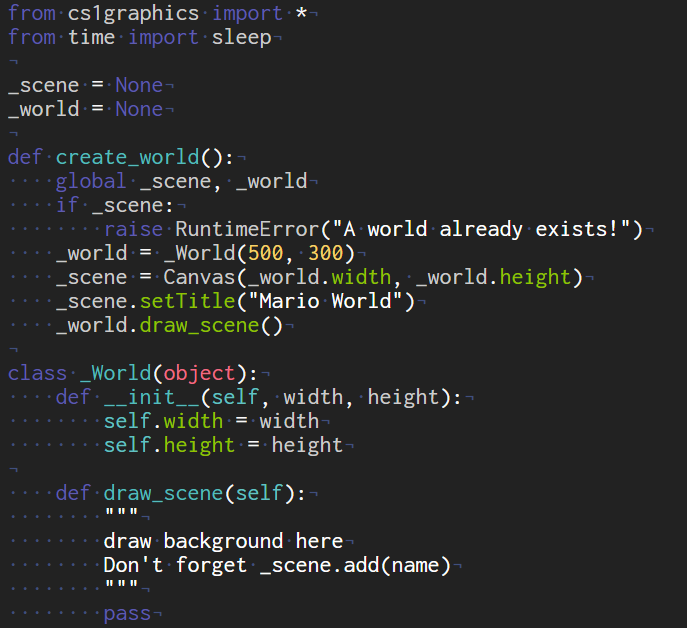 from cs1graphics import *
from time import sleep

_scene = None
_world = None

def create_world():
    global _scene, _world
    if _scene:
        raise RuntimeError("A world already exists!")
    _world = _World(500, 300)
    _scene = Canvas(_world.width, _world.height)
    _scene.setTitle("Mario World")
    _world.draw_scene()

class _World(object):
    def __init__(self, width, height):
        self.width = width
        self.height = height

    def draw_scene(self):
        """
        draw background here
        Don't forget _scene.add(name)
        """
        pass